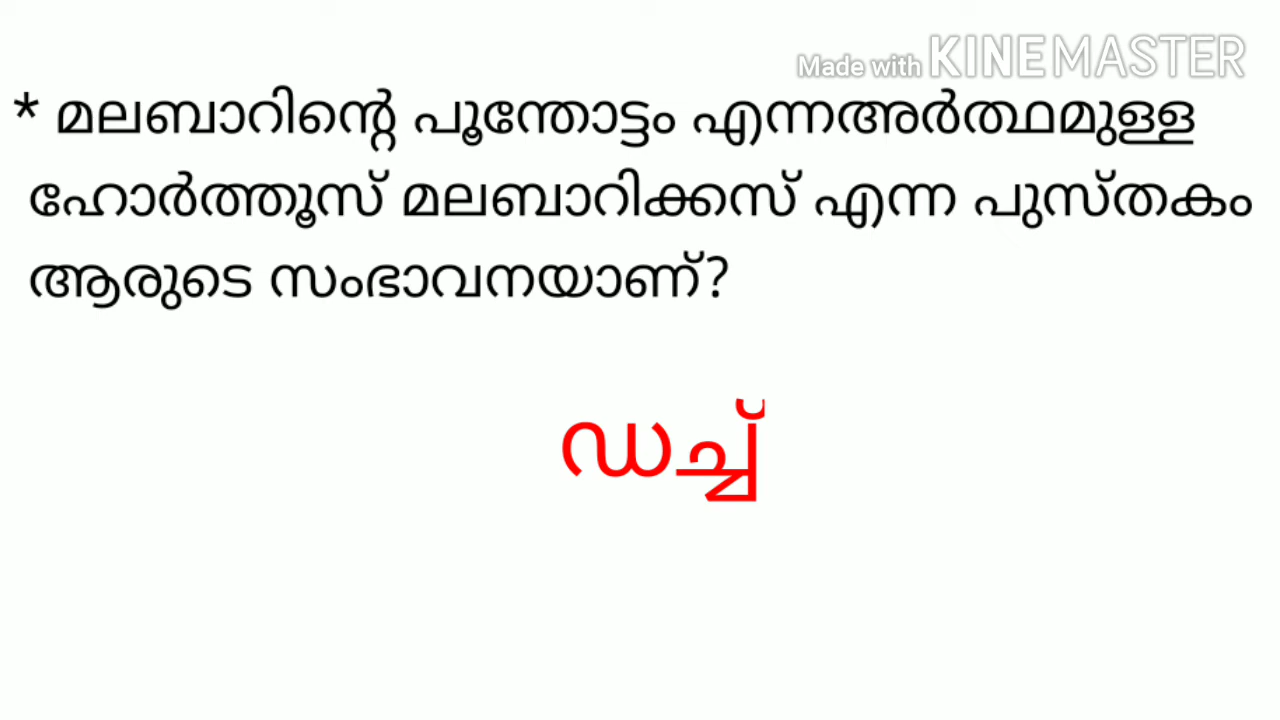 Made with KINEMASTER
* മലബാറിന്റെ പൂന്തോട്ടം എന്നഅർത്ഥമുള്ള
ഹോർത്തൂസ് മലബാറിക്കസ് എന്ന പുസ്തകം
ആരുടെ സംഭാവനയാണ്?
ഡച്ച്